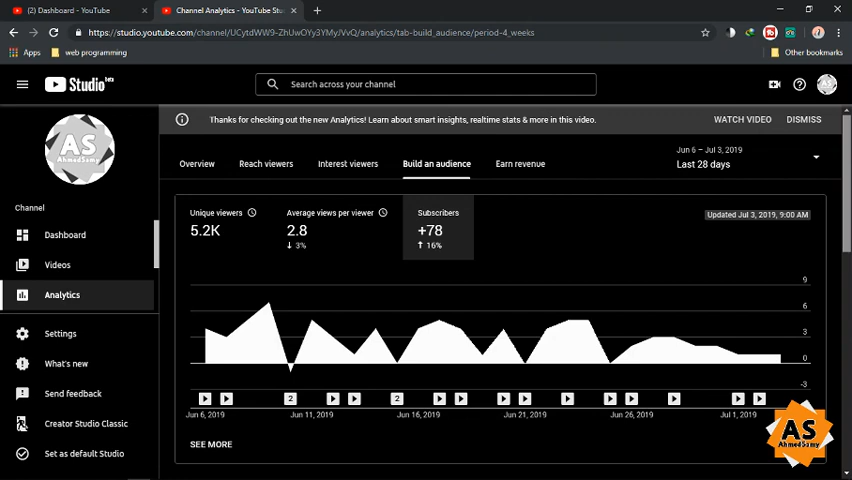 (2) Dashboard - YouTube
Channel Analytics - YouTube Stu
https://studio.youtube.com/channel/UCytdWW9-ZhUwOYy3YMyJVvQ/analytics/tab-build_audience/period-4_weeks
Apps
web programming
Other bookmarks
Studio beta
Search across your channel
Thanks for checking out the new Analytics! Learn about smart insights, realtime stats & more in this video.
WATCH VIDEO
DISMISS
AS
AhmedSamy
Channel
Dashboard
Videos
Analytics
Settings
What's new
Send feedback
Creator Studio Classic
Set as default Studio
Overview
Reach viewers
Interest viewers
Build an audience
Earn revenue
Jun 6 – Jul 3, 2019
Last 28 days
Unique viewers
5.2K
Average views per viewer
2.8
3%
Subscribers
+78
16%
Updated Jul 3, 2019, 9:00 AM
9
6
3
0
-3
2
2
Jun 6, 2019
Jun 11, 2019
Jun 16, 2019
Jun 21, 2019
Jun 26, 2019
Jul 1, 2019
SEE MORE
AS
AhmedSamy